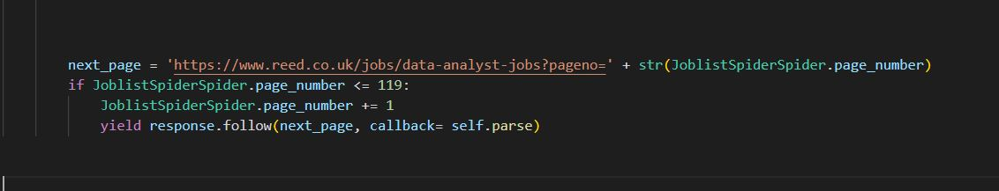 next_page = 'https://www.reed.co.uk/jobs/data-analyst-jobs?pageno=' + str(JoblistSpiderSpider.page_number)
if JoblistSpiderSpider.page_number <= 119:
    JoblistSpiderSpider.page_number += 1
    yield response.follow(next_page, callback= self.parse)